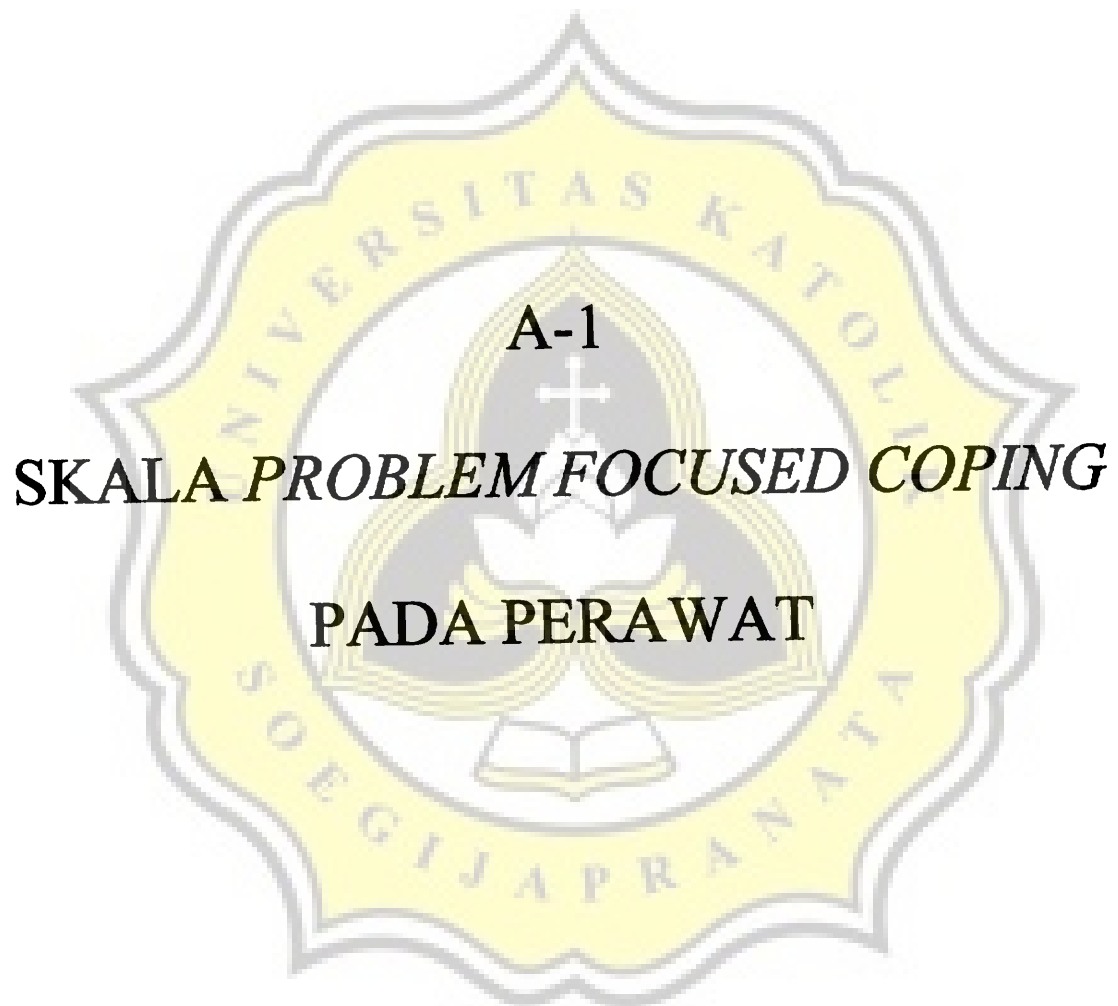 A-1
SKALA PROBLEM FOCUSED COPING
PADA PERAWAT
UNIVERSITAS KATOLIK
SOEGIJAPRANATA